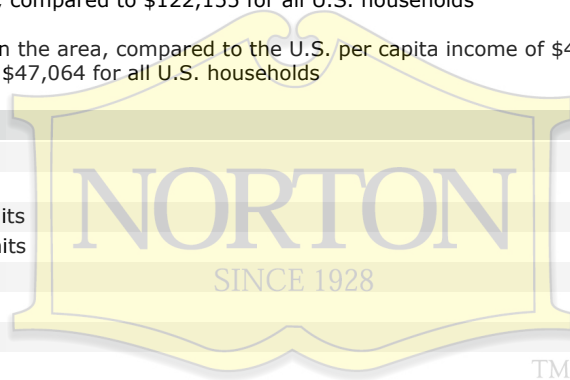 compared to $122,155 for all U.S. households
n the area, compared to the U.S. per capita income of $4
$47,064 for all U.S. households
its
its
NORTON
SINCE 1928
TM